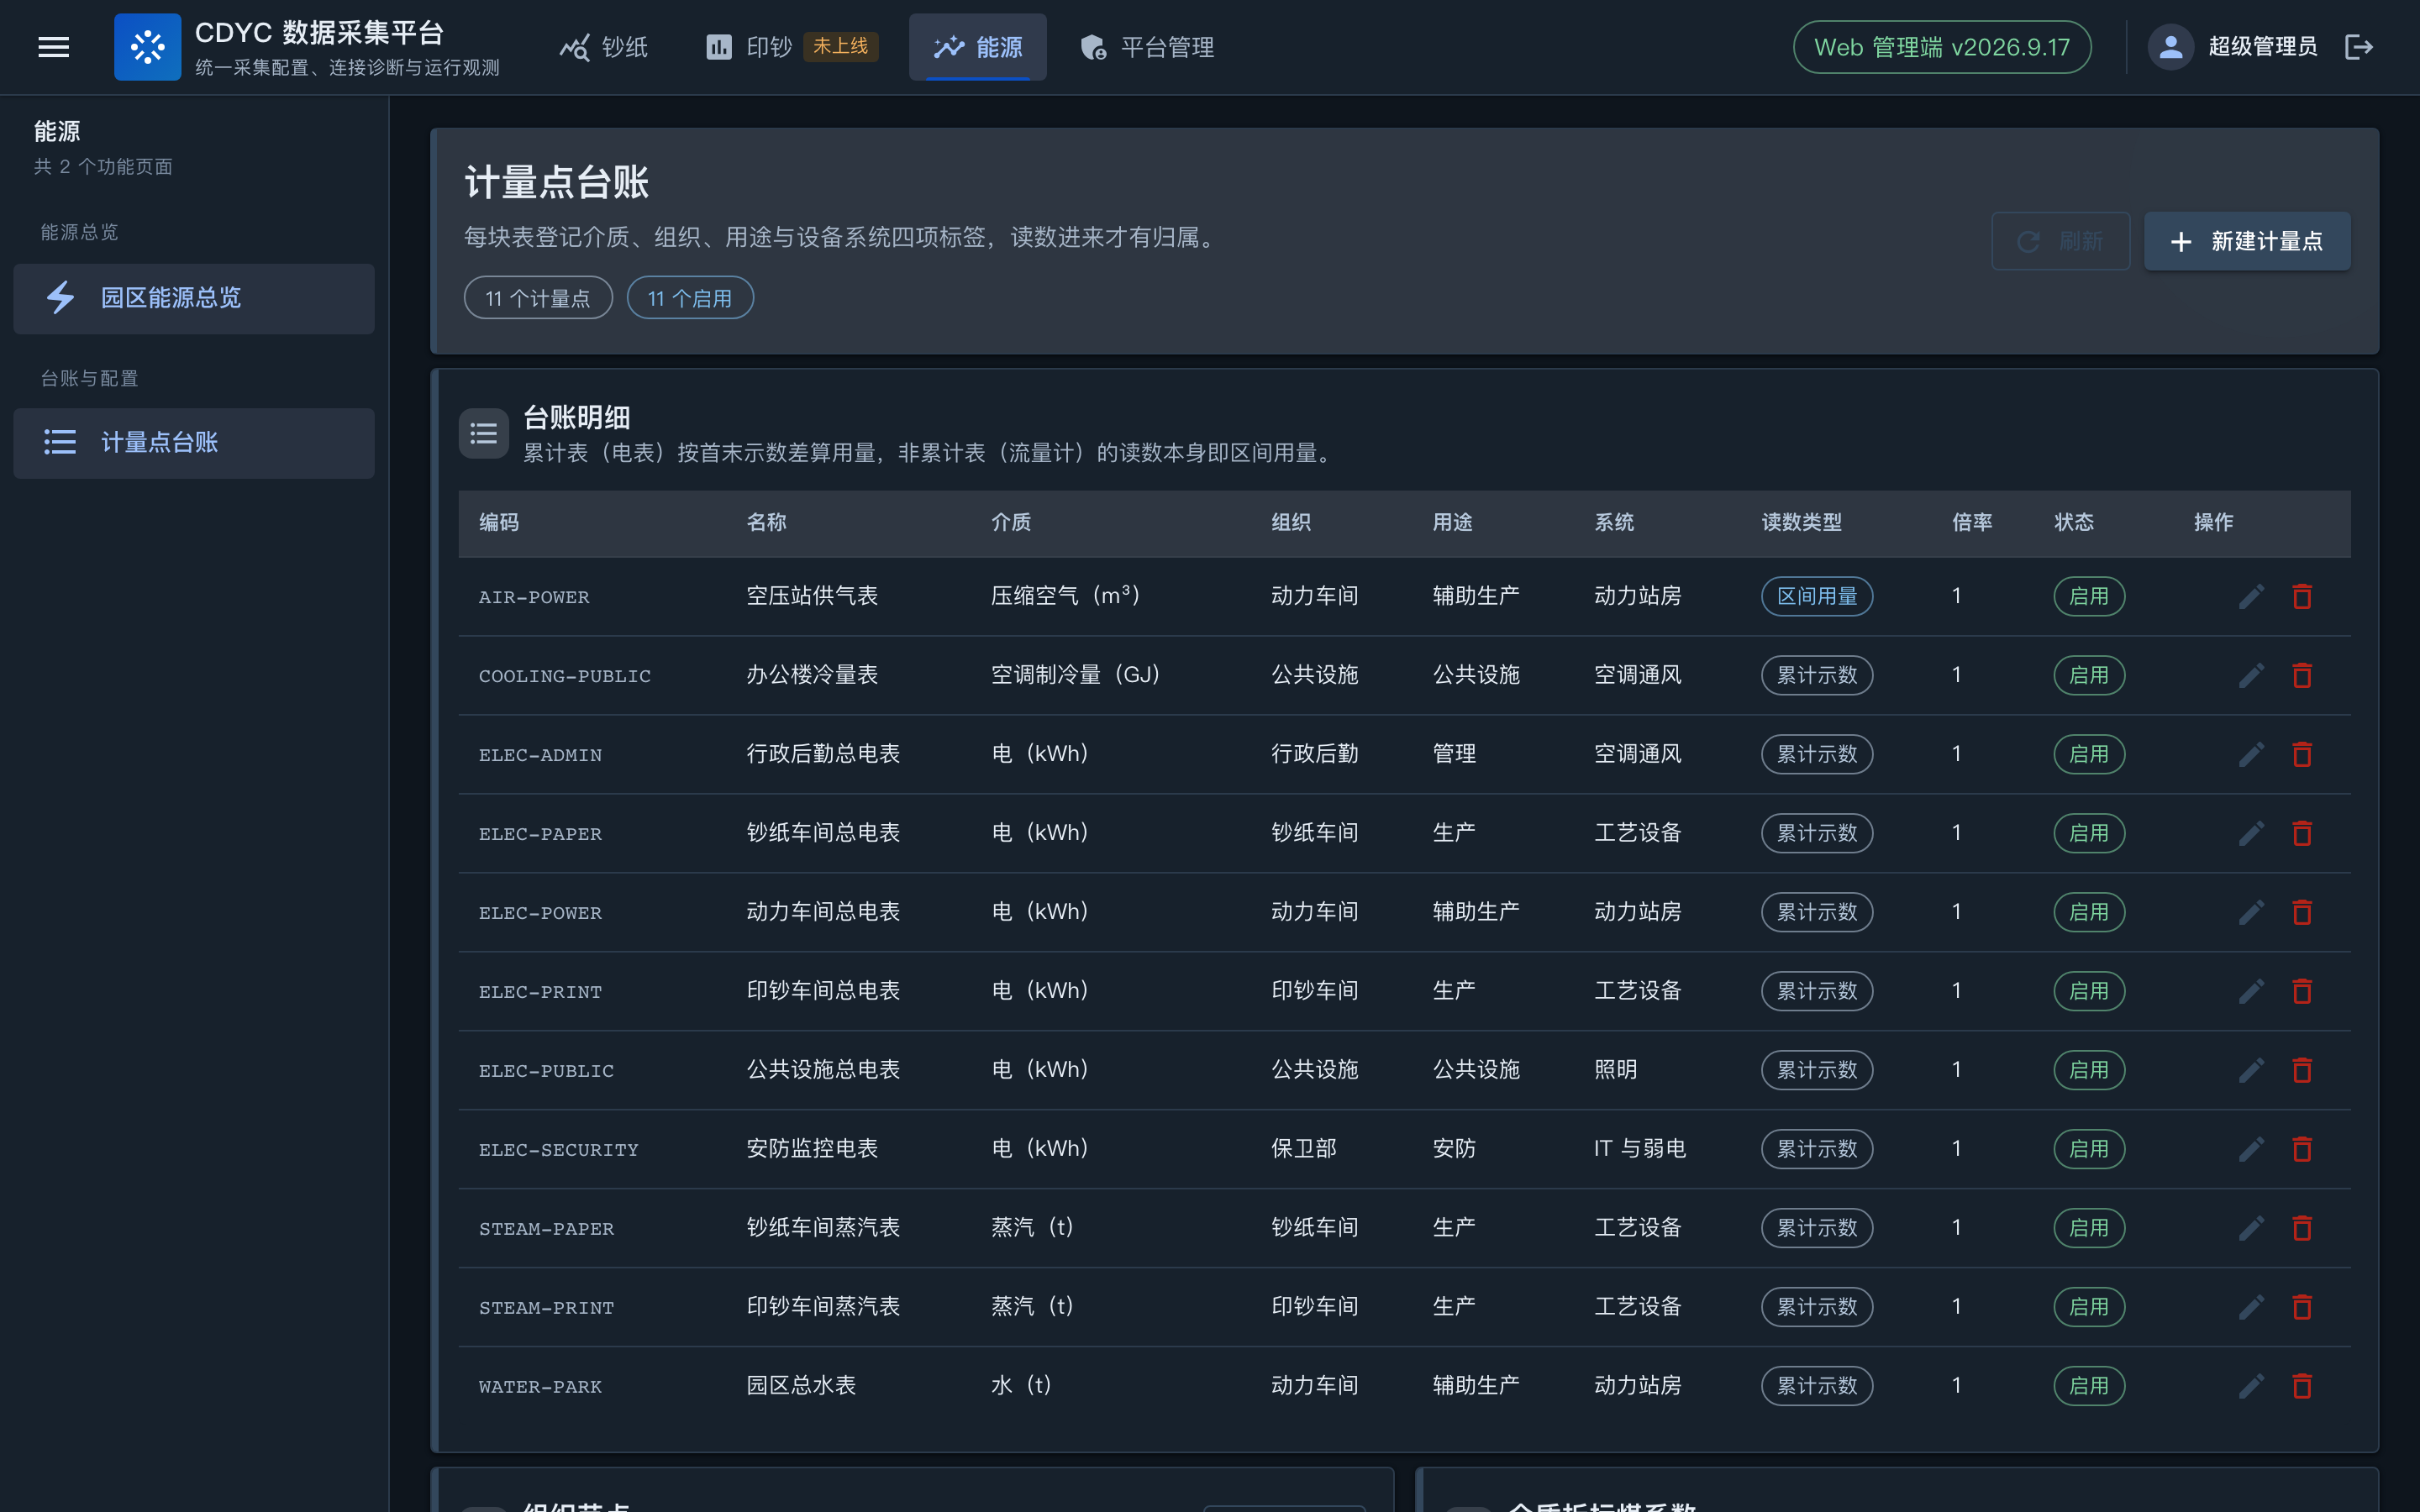 CDYC 数据采集平台
统一采集配置、连接诊断与运行观测
钞纸
印钞 未上线
能源
平台管理
Web 管理端 v2026.9.17
超级管理员
能源
共 2 个功能页面
能源总览
园区能源总览
台账与配置
计量点台账
计量点台账
每块表登记介质、组织、用途与设备系统四项标签，读数进来才有归属。
11 个计量点
11 个启用
刷新
新建计量点
台账明细
累计表（电表）按首末示数差算用量，非累计表（流量计）的读数本身即区间用量。
编码 名称 介质 组织 用途 系统 读数类型 倍率 状态 操作
AIR-POWER 空压站供气表 压缩空气（m³） 动力车间 辅助生产 动力站房 区间用量 1 启用
COOLING-PUBLIC 办公楼冷量表 空调制冷量（GJ） 公共设施 公共设施 空调通风 累计示数 1 启用
ELEC-ADMIN 行政后勤总电表 电（kWh） 行政后勤 管理 空调通风 累计示数 1 启用
ELEC-PAPER 钞纸车间总电表 电（kWh） 钞纸车间 生产 工艺设备 累计示数 1 启用
ELEC-POWER 动力车间总电表 电（kWh） 动力车间 辅助生产 动力站房 累计示数 1 启用
ELEC-PRINT 印钞车间总电表 电（kWh） 印钞车间 生产 工艺设备 累计示数 1 启用
ELEC-PUBLIC 公共设施总电表 电（kWh） 公共设施 公共设施 照明 累计示数 1 启用
ELEC-SECURITY 安防监控电表 电（kWh） 保卫部 安防 IT 与弱电 累计示数 1 启用
STEAM-PAPER 钞纸车间蒸汽表 蒸汽（t） 钞纸车间 生产 工艺设备 累计示数 1 启用
STEAM-PRINT 印钞车间蒸汽表 蒸汽（t） 印钞车间 生产 工艺设备 累计示数 1 启用
WATER-PARK 园区总水表 水（t） 动力车间 辅助生产 动力站房 累计示数 1 启用